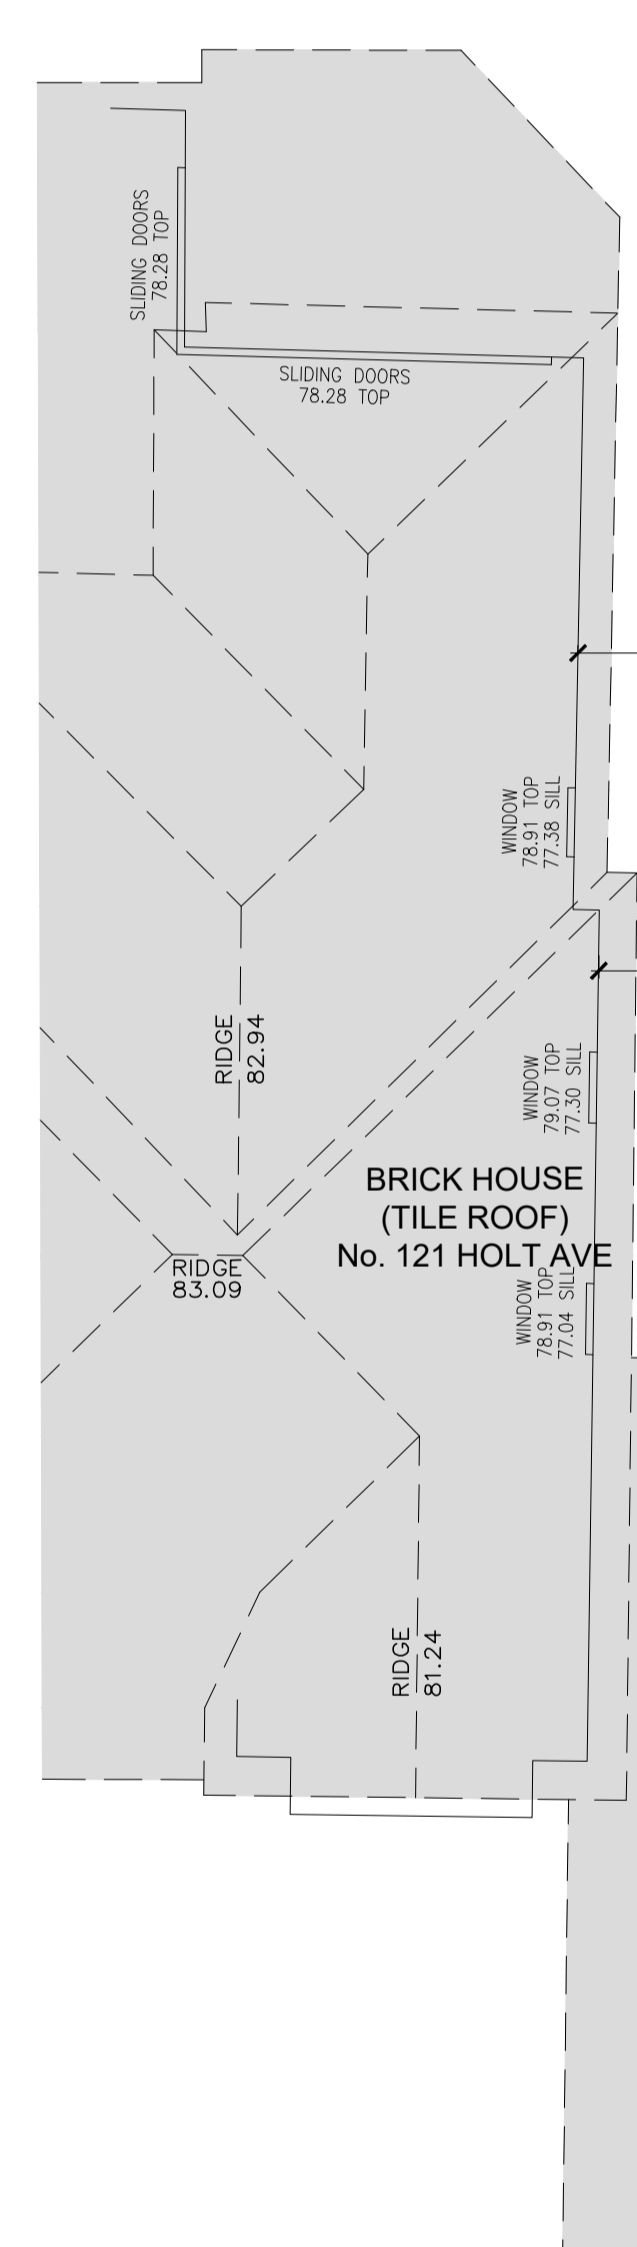 SLIDING DOORS
78.28 TOP
SLIDING DOORS
78.28 TOP
WINDOW
78.91 TOP
77.38 SILL
RIDGE
82.94
WINDOW
79.07 TOP
77.30 SILL
BRICK HOUSE
(TILE ROOF)
No. 121 HOLT AVE
RIDGE
83.09
WINDOW
78.91 TOP
77.04 SILL
RIDGE
81.24